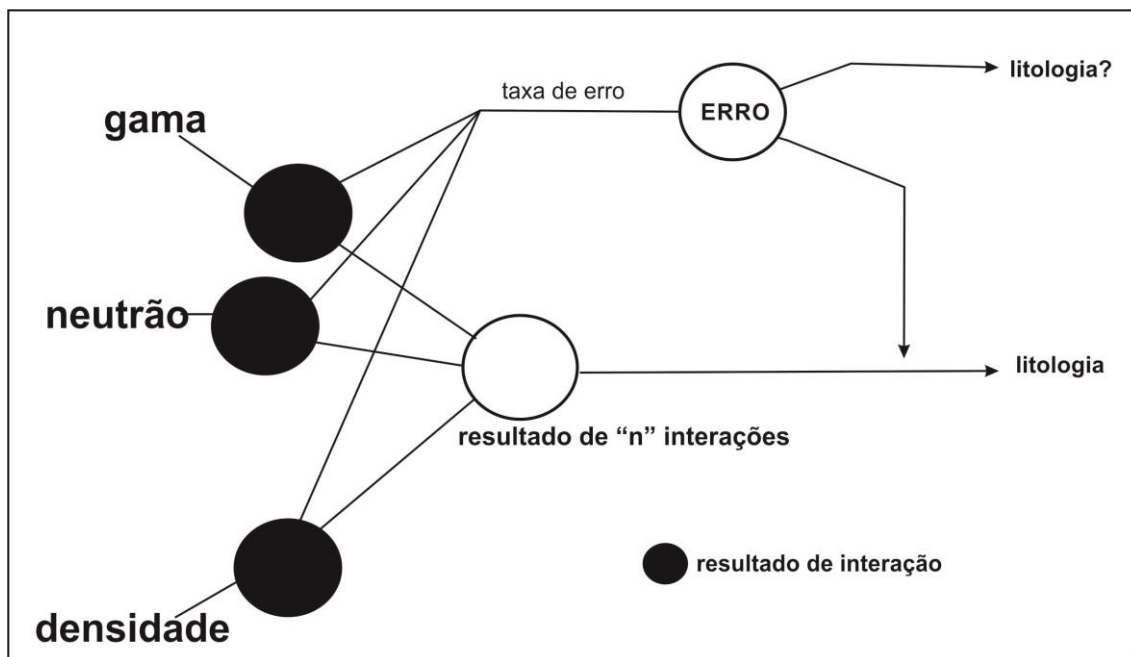 litologia?
taxa de erro
ERRO
gama
neutrão
litologia
resultado de “n” interações
resultado de interação
densidade